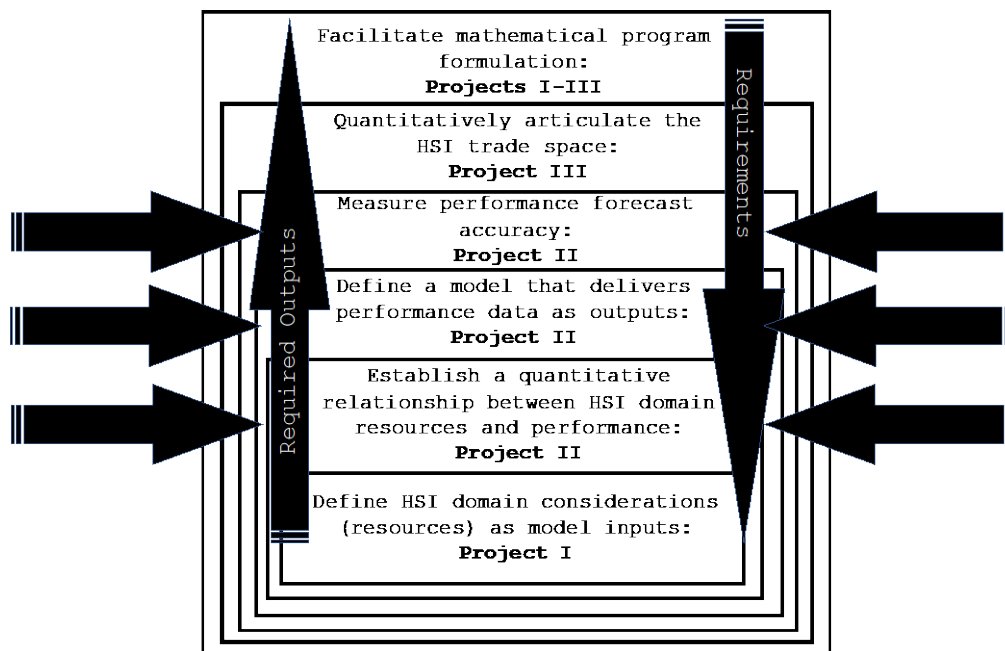 Facilitate mathematical program
formulation:
Projects I-III
Quantitatively articulate the
HSI trade space:
Project III
Measure performance forecast
accuracy:
Project II
Define a model that delivers
performance data as outputs:
Project II
Establish a quantitative
relationship between HSI domain
resources and performance:
Project II
Define HSI domain considerations
(resources) as model inputs:
Project I
Required Outputs
Requirements